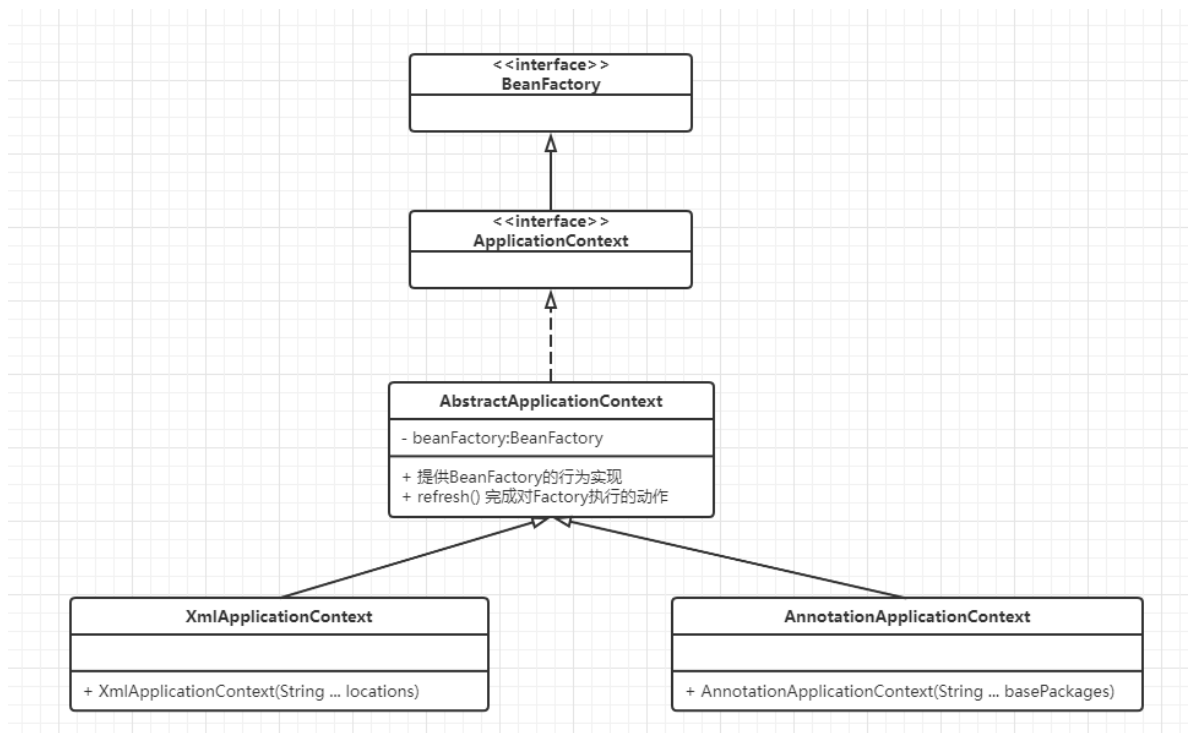 <<interface>>
BeanFactory
<<interface>>
ApplicationContext
AbstractApplicationContext
- beanFactory:BeanFactory
+ 提供BeanFactory的行为实现
+ refresh() 完成对Factory执行的动作
XmlApplicationContext
+ XmlApplicationContext(String ... locations)
AnnotationApplicationContext
+ AnnotationApplicationContext(String ... basePackages)